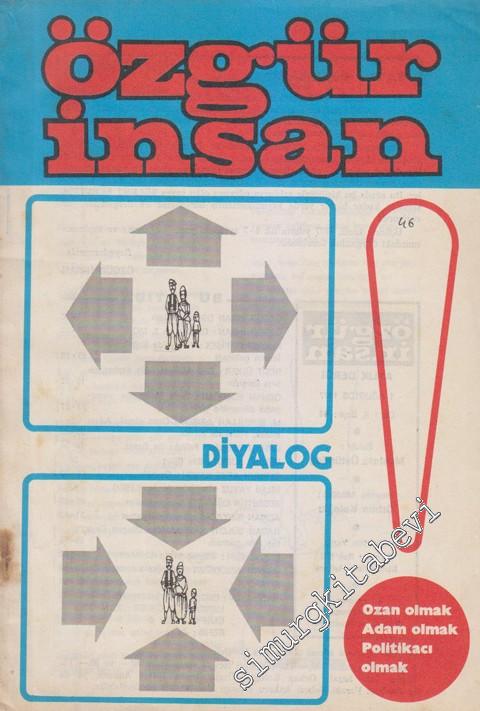 özgür
insan
46
DİYALOG
Ozan olmak
Adam olmak
Politikacı
olmak
simurgkitabevi